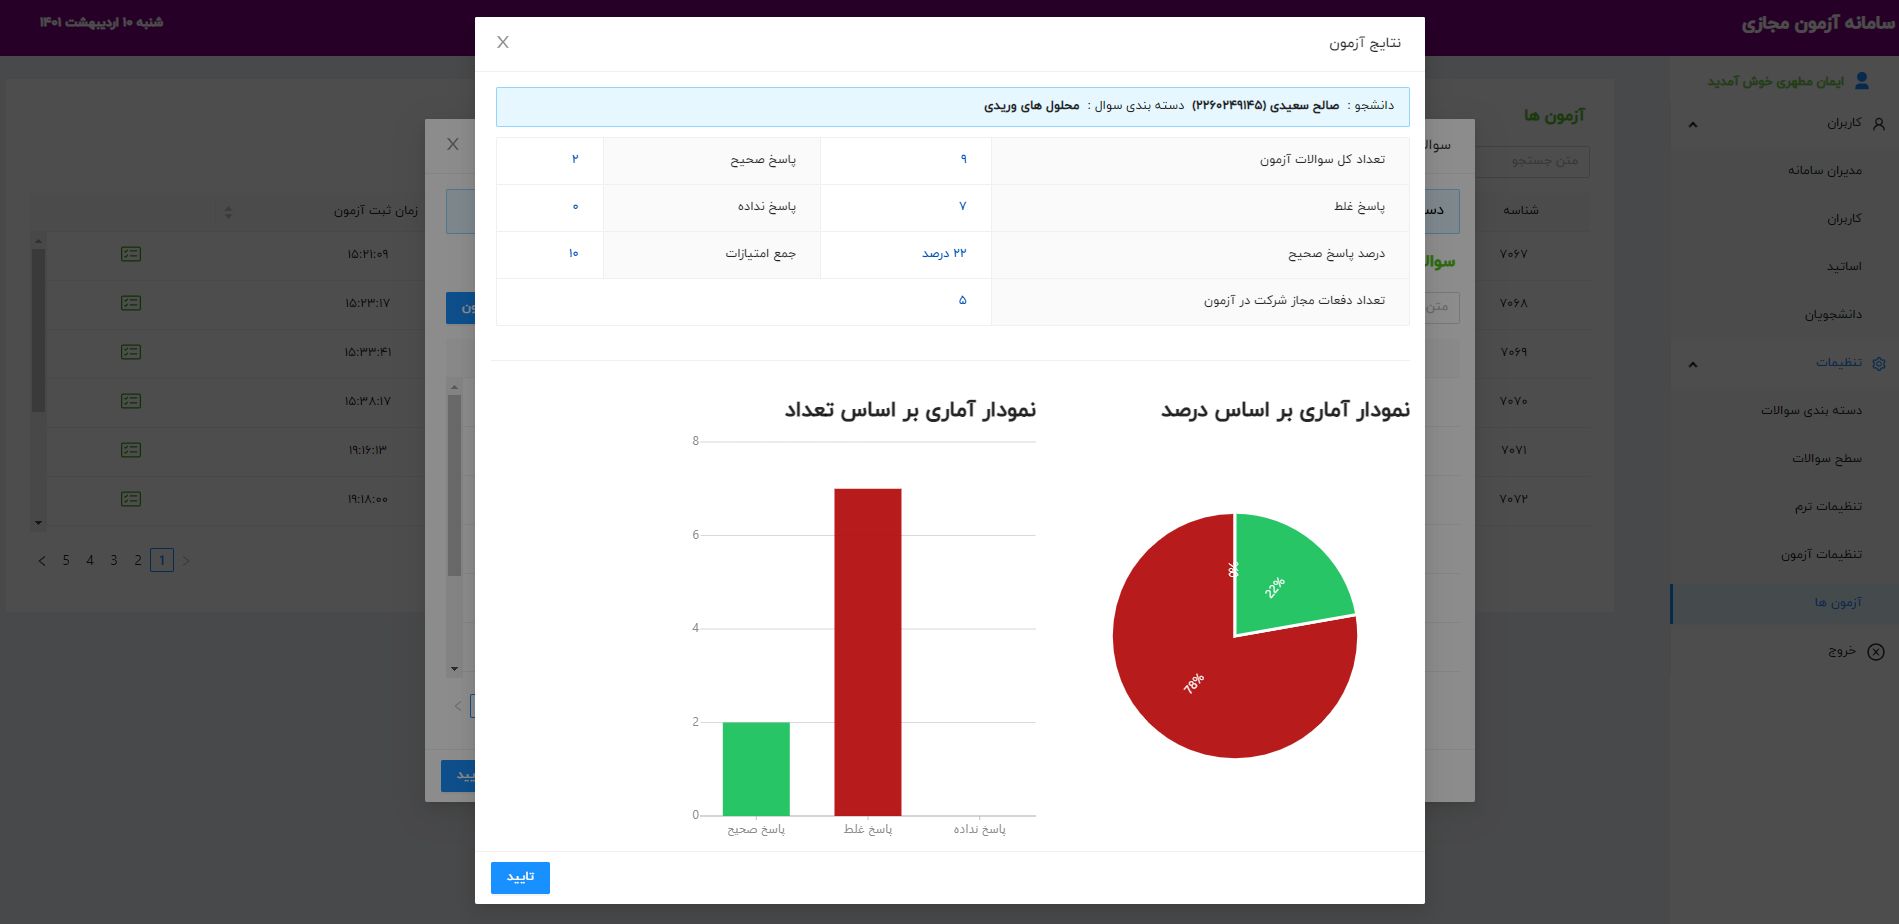 سامانه آزمون مجازی
شنبه ۱۰ اردیبهشت ۱۴۰۱
ایمان مطهری خوش آمدید
کاربران
مدیران سامانه
کاربران
اساتید
دانشجویان
تنظیمات
دسته بندی سوالات
سطح سوالات
تنظیمات ترم
تنظیمات آزمون
آزمون ها
خروج
آزمون ها
متن جستجو
شناسه
زمان ثبت آزمون
۷۰۶۷
۱۵:۲۱:۰۹
۷۰۶۸
۱۵:۲۳:۱۷
۷۰۶۹
۱۵:۳۳:۴۱
۷۰۷۰
۱۵:۳۸:۱۷
۷۰۷۱
۱۹:۱۶:۱۳
۷۰۷۲
۱۹:۱۸:۰۰
< 5 4 3 2 1 >
متن
نتایج آزمون
X
دانشجو : صالح سعیدی (۲۲۶۰۲۴۹۱۴۵) دسته بندی سوال : محلول های وریدی
تعداد کل سوالات آزمون ۹ پاسخ صحیح ۲
پاسخ غلط ۷ پاسخ نداده ۰
درصد پاسخ صحیح ۲۲ درصد جمع امتیازات ۱۰
تعداد دفعات مجاز شرکت در آزمون ۵
نمودار آماری بر اساس درصد
0%
22%
78%
نمودار آماری بر اساس تعداد
8
6
4
2
0
پاسخ صحیح
پاسخ غلط
پاسخ نداده
تایید